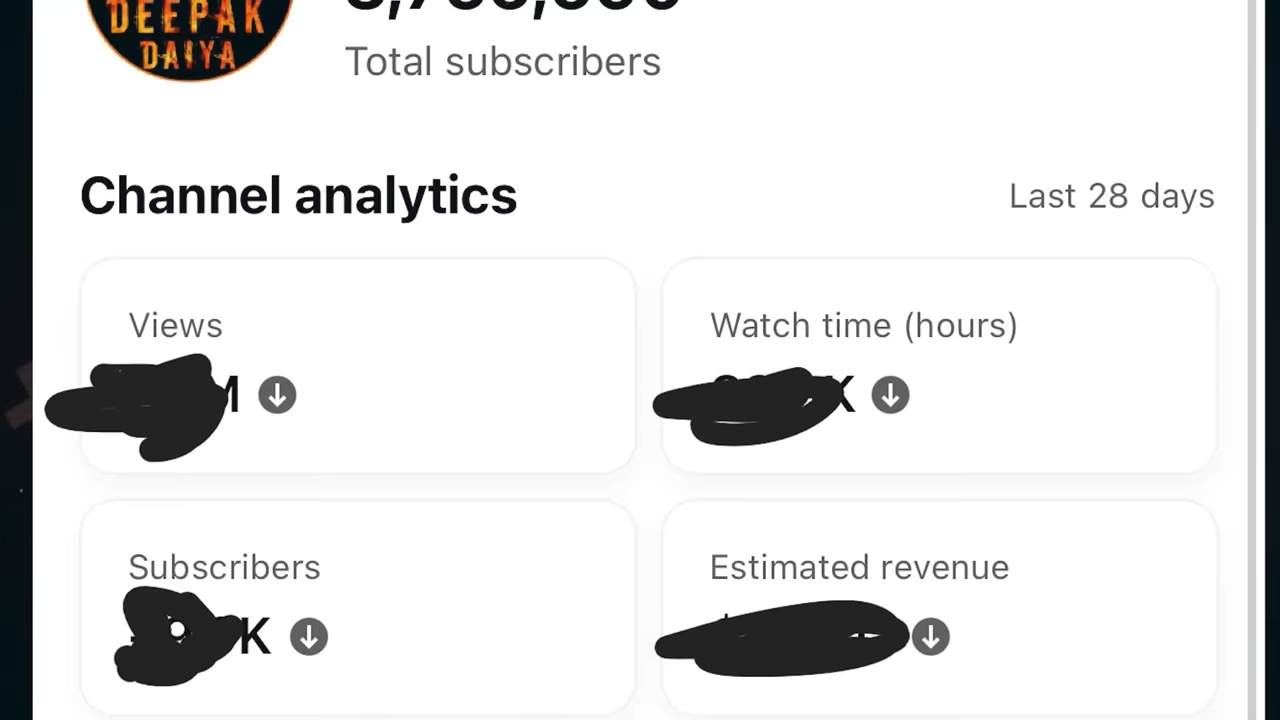 DEEPAK
DAIYA
Total subscribers
Channel analytics
Last 28 days
Views
Watch time (hours)
M
K
Subscribers
Estimated revenue
K